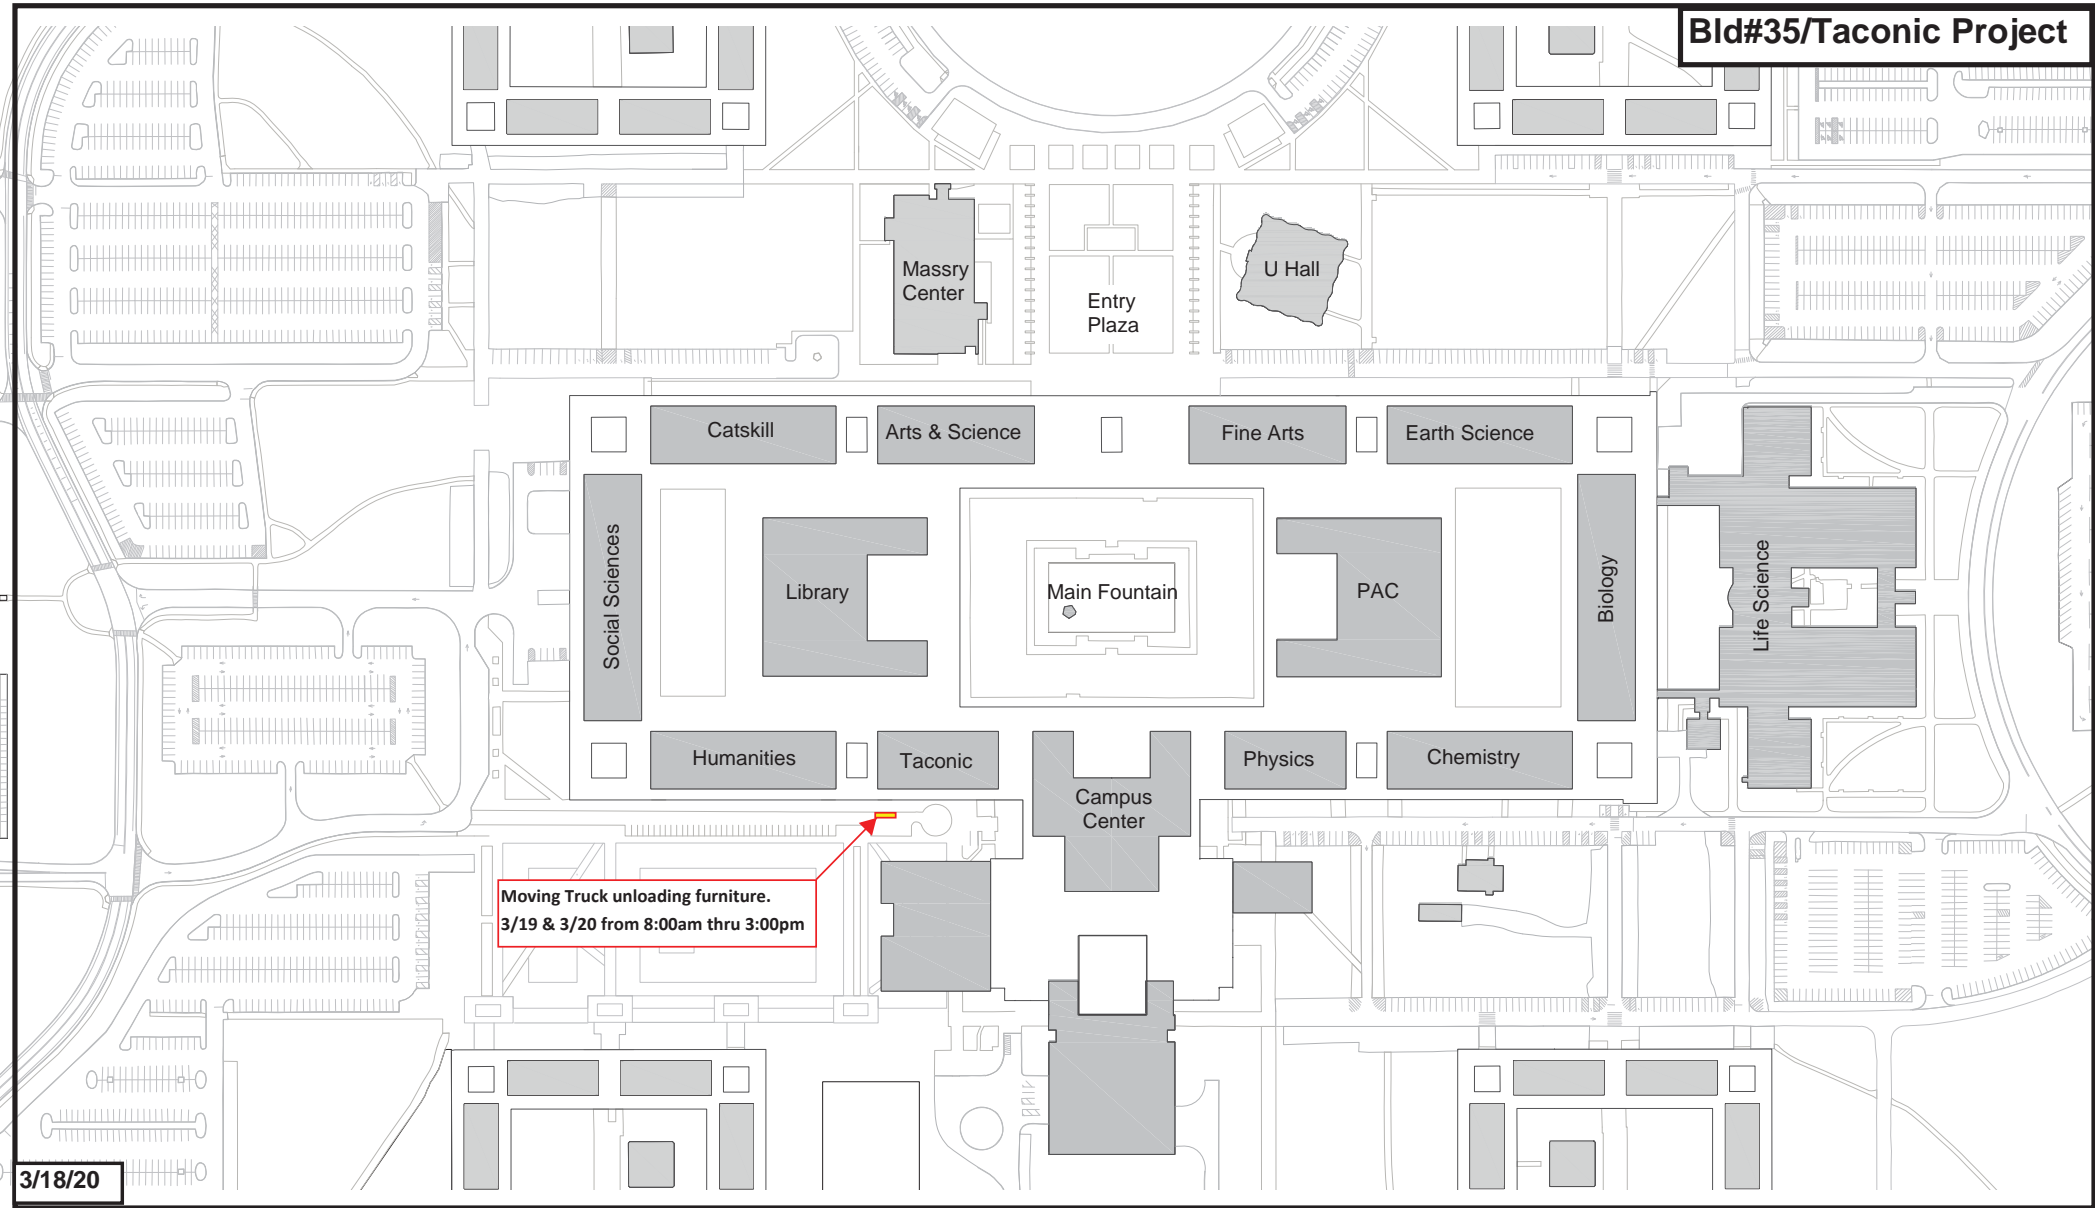 Bld#35/Taconic Project
Massry
Center
U Hall
Entry
Plaza
Catskill
Arts & Science
Fine Arts
Earth Science
Social Sciences
Library
Main Fountain
PAC
Biology
Life Science
Humanities
Taconic
Physics
Chemistry
Campus
Center
Moving Truck unloading furniture.
3/19 & 3/20 from 8:00am thru 3:00pm
3/18/20